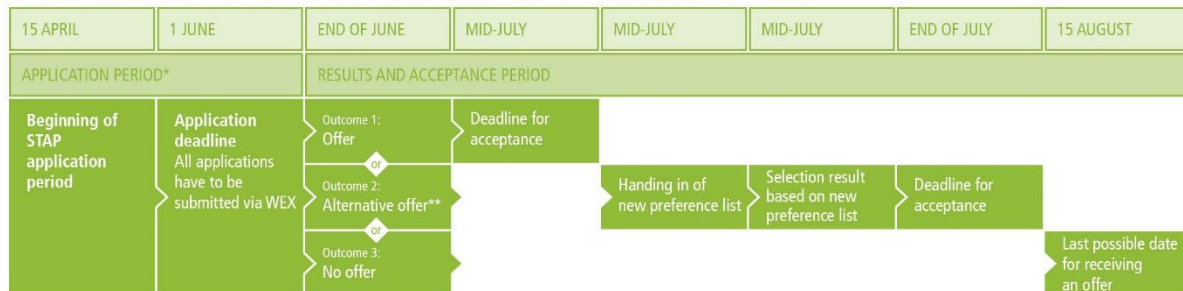 15 APRIL
1 JUNE
END OF JUNE
MID-JULY
MID-JULY
MID-JULY
END OF JULY
15 AUGUST
APPLICATION PERIOD*
RESULTS AND ACCEPTANCE PERIOD
Beginning of
STAP
application
period
Application
deadline
All applications
have to be
submitted via WEX
Outcome 1:
Offer
Deadline for
acceptance
or
Outcome 2:
Alternative offer**
Handing in of
new preference list
Selection result
based on new
preference list
Deadline for
acceptance
or
Outcome 3:
No offer
Last possible date
for receiving
an offer